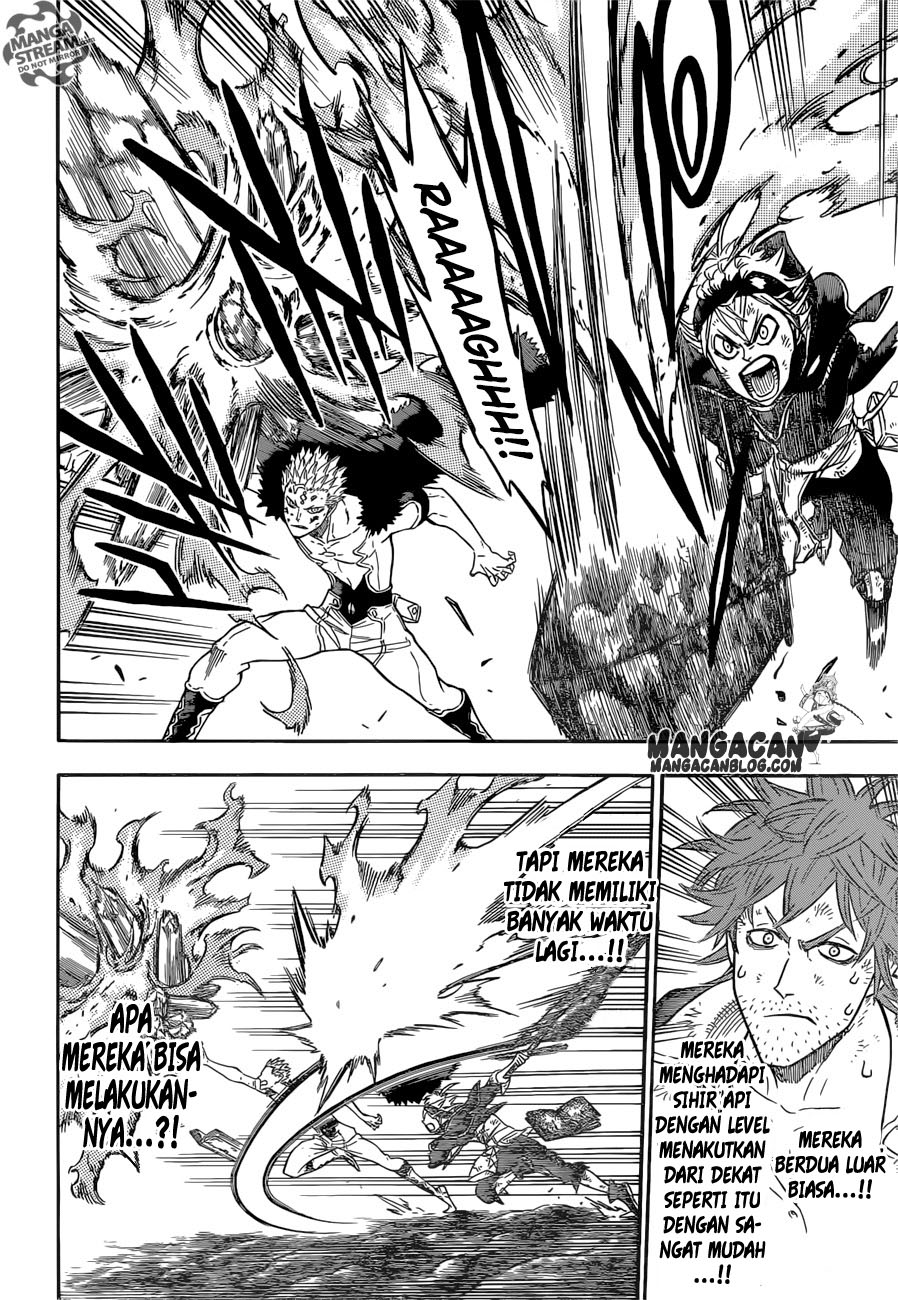 MANGA
STREAM
DO NOT MIRROR
RAAAAGHHH!!
MANGACAN
MANGACANBLOG.COM
MEREKA
BERDUA LUAR
BIASA...!!
MEREKA
MENGHADAPI
SIHIR API
DENGAN LEVEL
MENAKUTKAN
DARI DEKAT
SEPERTI ITU
DENGAN SA-
NGAT MUDAH
...!!
TAPI MEREKA
TIDAK MEMILIKI
BANYAK WAKTU
LAGI...!!
APA
MEREKA BISA
MELAKUKAN-
NYA...?!